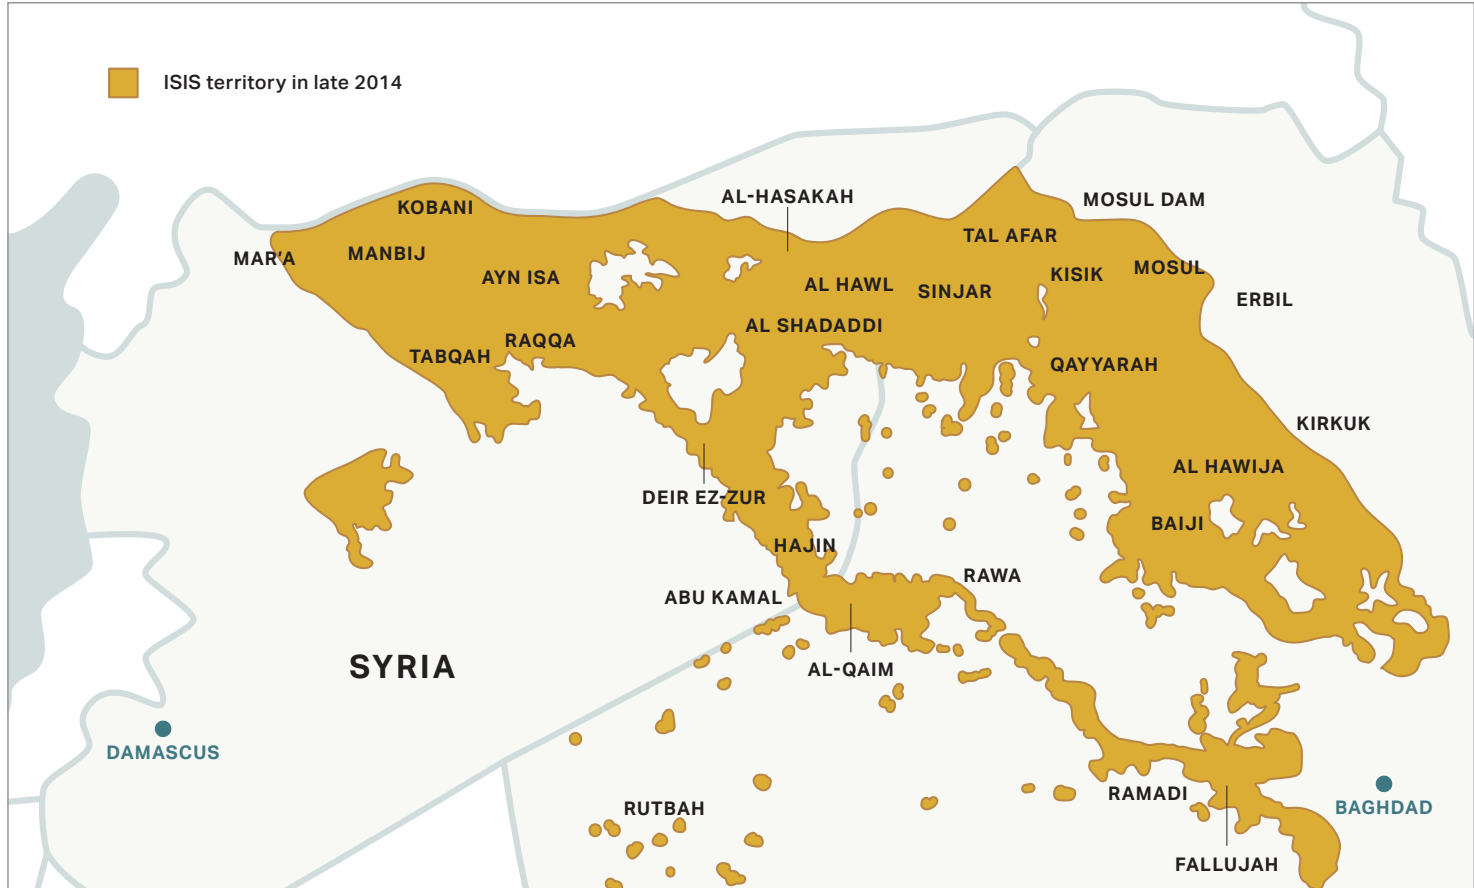 ISIS territory in late 2014
AL-HASAKAH
MOSUL DAM
KOBANI
TAL AFAR
MAR'A
MANBIJ
AYN ISA
AL HAWL
SINJAR
KISIK
MOSUL
ERBIL
AL SHADADDI
RAQQA
TABQAH
QAYYARAH
KIRKUK
AL HAWIJA
DEIR EZ-ZUR
BAIJI
HAJIN
RAWA
ABU KAMAL
SYRIA
AL-QAIM
DAMASCUS
RUTBAH
RAMADI
BAGHDAD
FALLUJAH